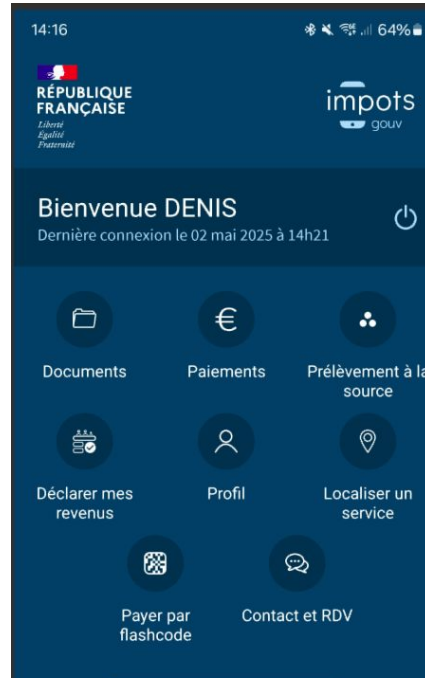 14:16 64%
RÉPUBLIQUE
FRANÇAISE
Liberté
Égalité
Fraternité
impots
gouv
Bienvenue DENIS
Dernière connexion le 02 mai 2025 à 14h21
Documents
Paiements
Prélèvement à la
source
Déclarer mes
revenus
Profil
Localiser un
service
Payer par
flashcode
Contact et RDV